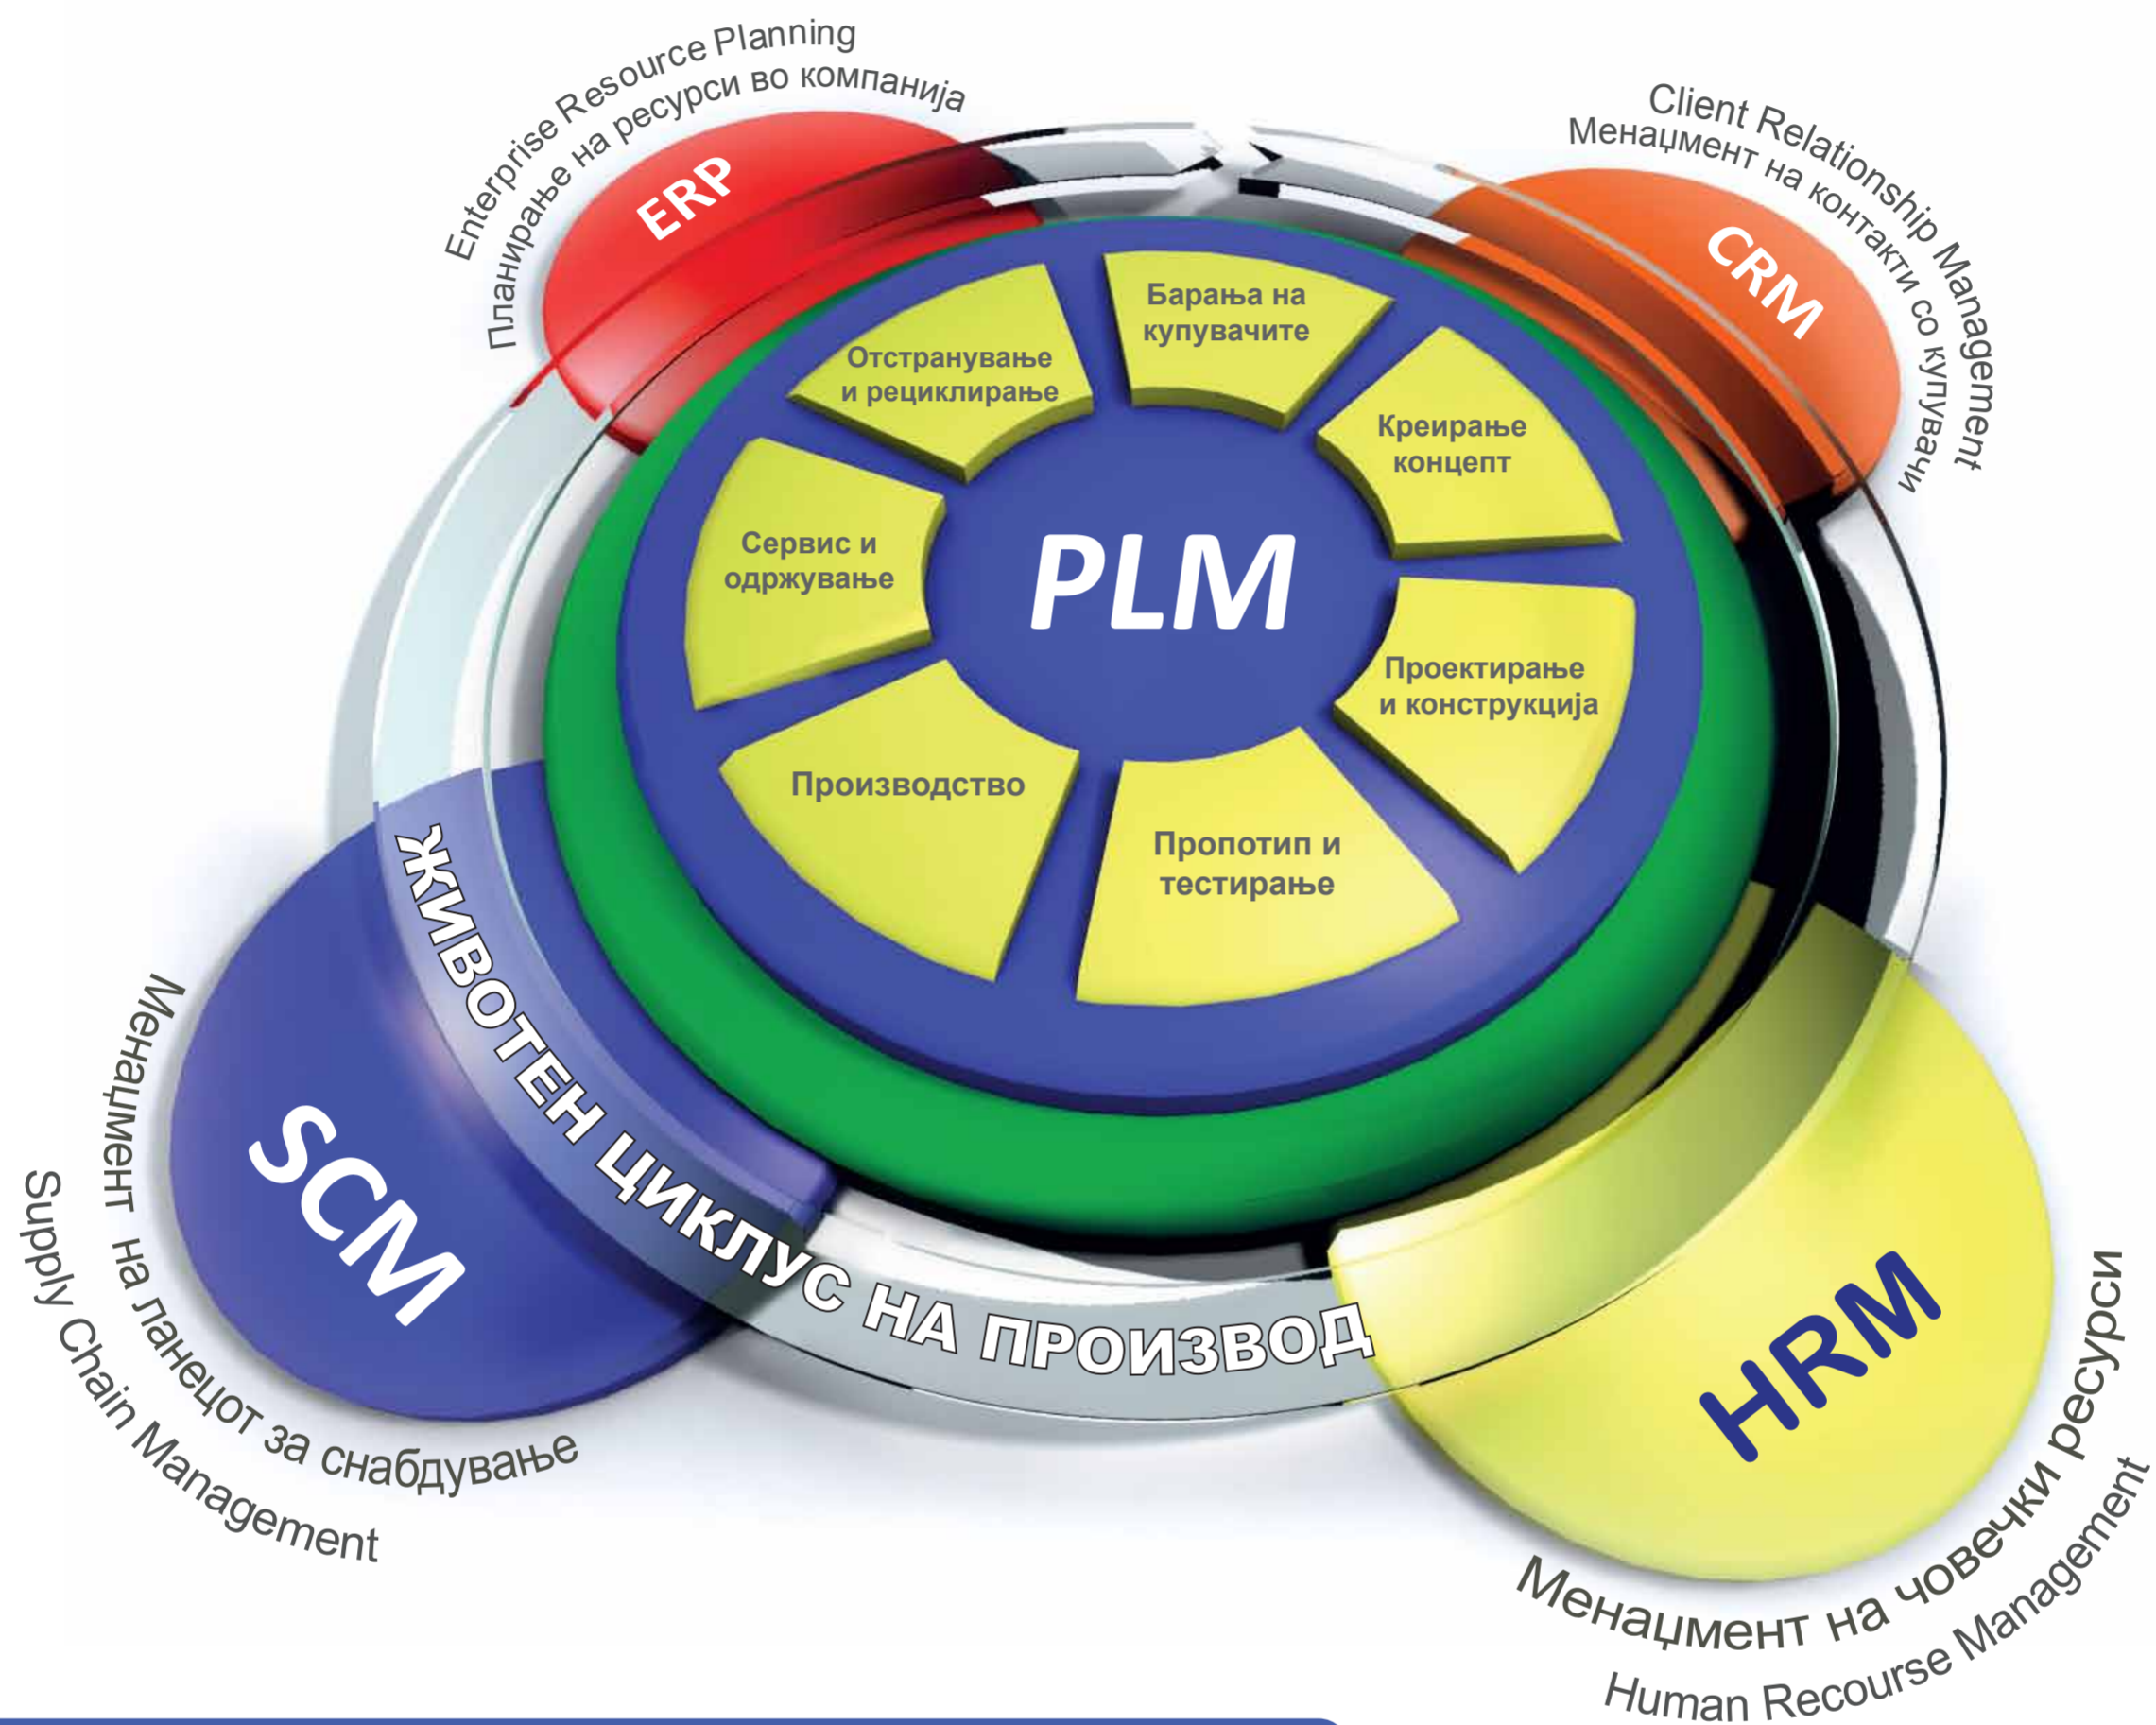 Enterprise Resource Planning
Планирање на ресурси во компанија
ERP
Client Relationship Management
Менаџмент на контакти со купувачи
CRM
Барања на
купувачите
Креирање
концепт
Проектирање
и конструкција
Пропотип и
тестирање
Производство
Сервис и
одржување
Отстранување
и рециклирање
PLM
ЖИВОТЕН ЦИКЛУС НА ПРОИЗВОД
SCM
Менаџмент на ланецот за снабдување
Supply Chain Management
HRM
Менаџмент на човечки ресурси
Human Recourse Management